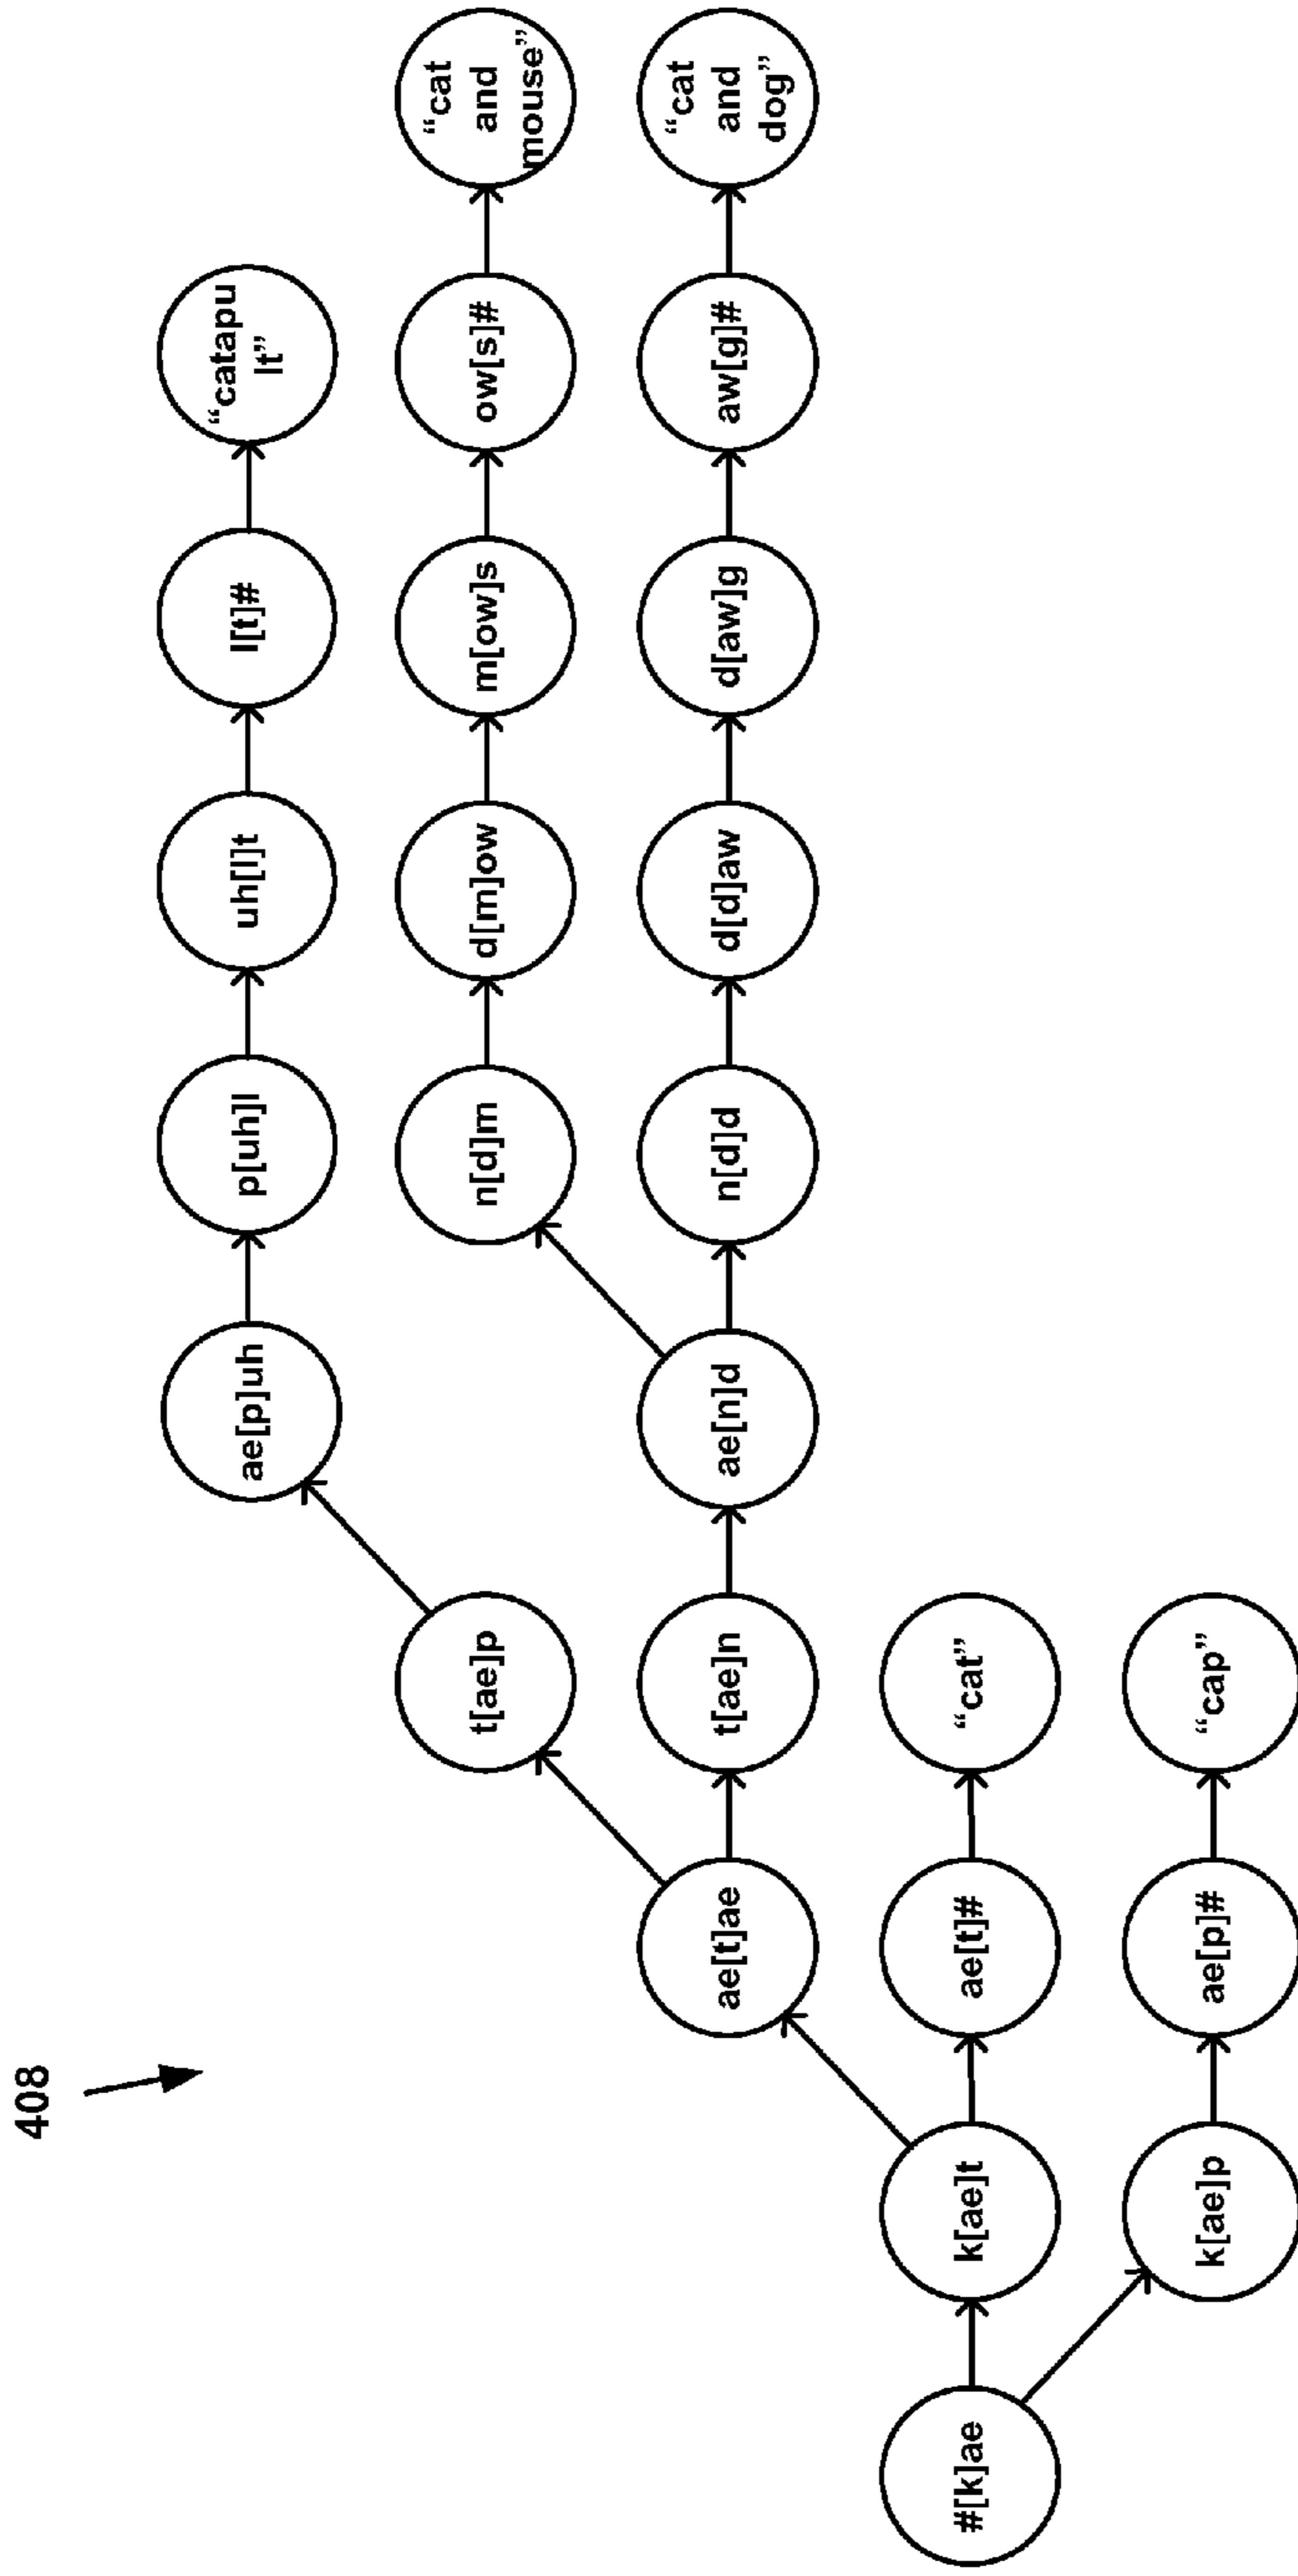 408
ae[p]uh
p[uh]l
uh[l]t
l[t]#
“catapu
lt”
t[ae]p
n[d]m
d[m]ow
m[ow]s
ow[s]#
“cat
and
mouse”
ae[t]ae
t[ae]n
ae[n]d
n[d]d
d[d]aw
d[aw]g
aw[g]#
“cat
and
dog”
#[k]ae
k[ae]t
ae[t]#
“cat”
k[ae]p
ae[p]#
“cap”